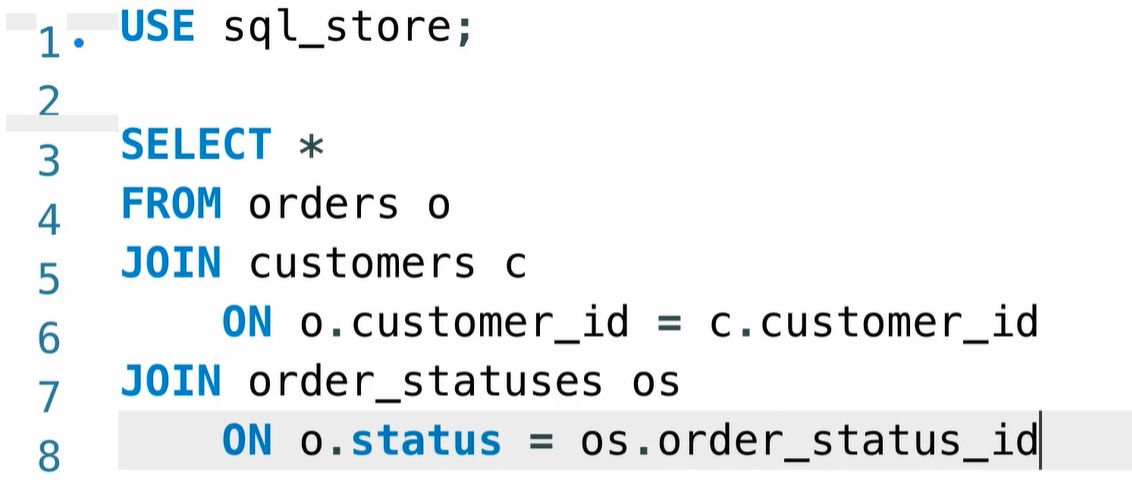 1 USE sql_store;
2
3 SELECT *
4 FROM orders o
5 JOIN customers c
6 ON o.customer_id = c.customer_id
7 JOIN order_statuses os
8 ON o.status = os.order_status_id